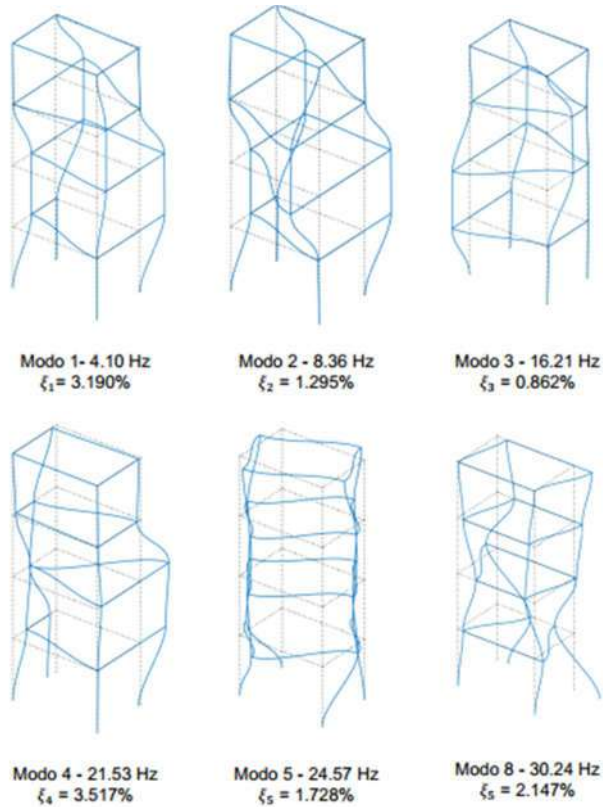 Modo 1- 4.10 Hz
ξ₁= 3.190%
Modo 2 - 8.36 Hz
ξ₂ = 1.295%
Modo 3 - 16.21 Hz
ξ₃ = 0.862%
Modo 4 - 21.53 Hz
ξ₄ = 3.517%
Modo 5 - 24.57 Hz
ξ₅ = 1.728%
Modo 8 - 30.24 Hz
ξ₅ = 2.147%